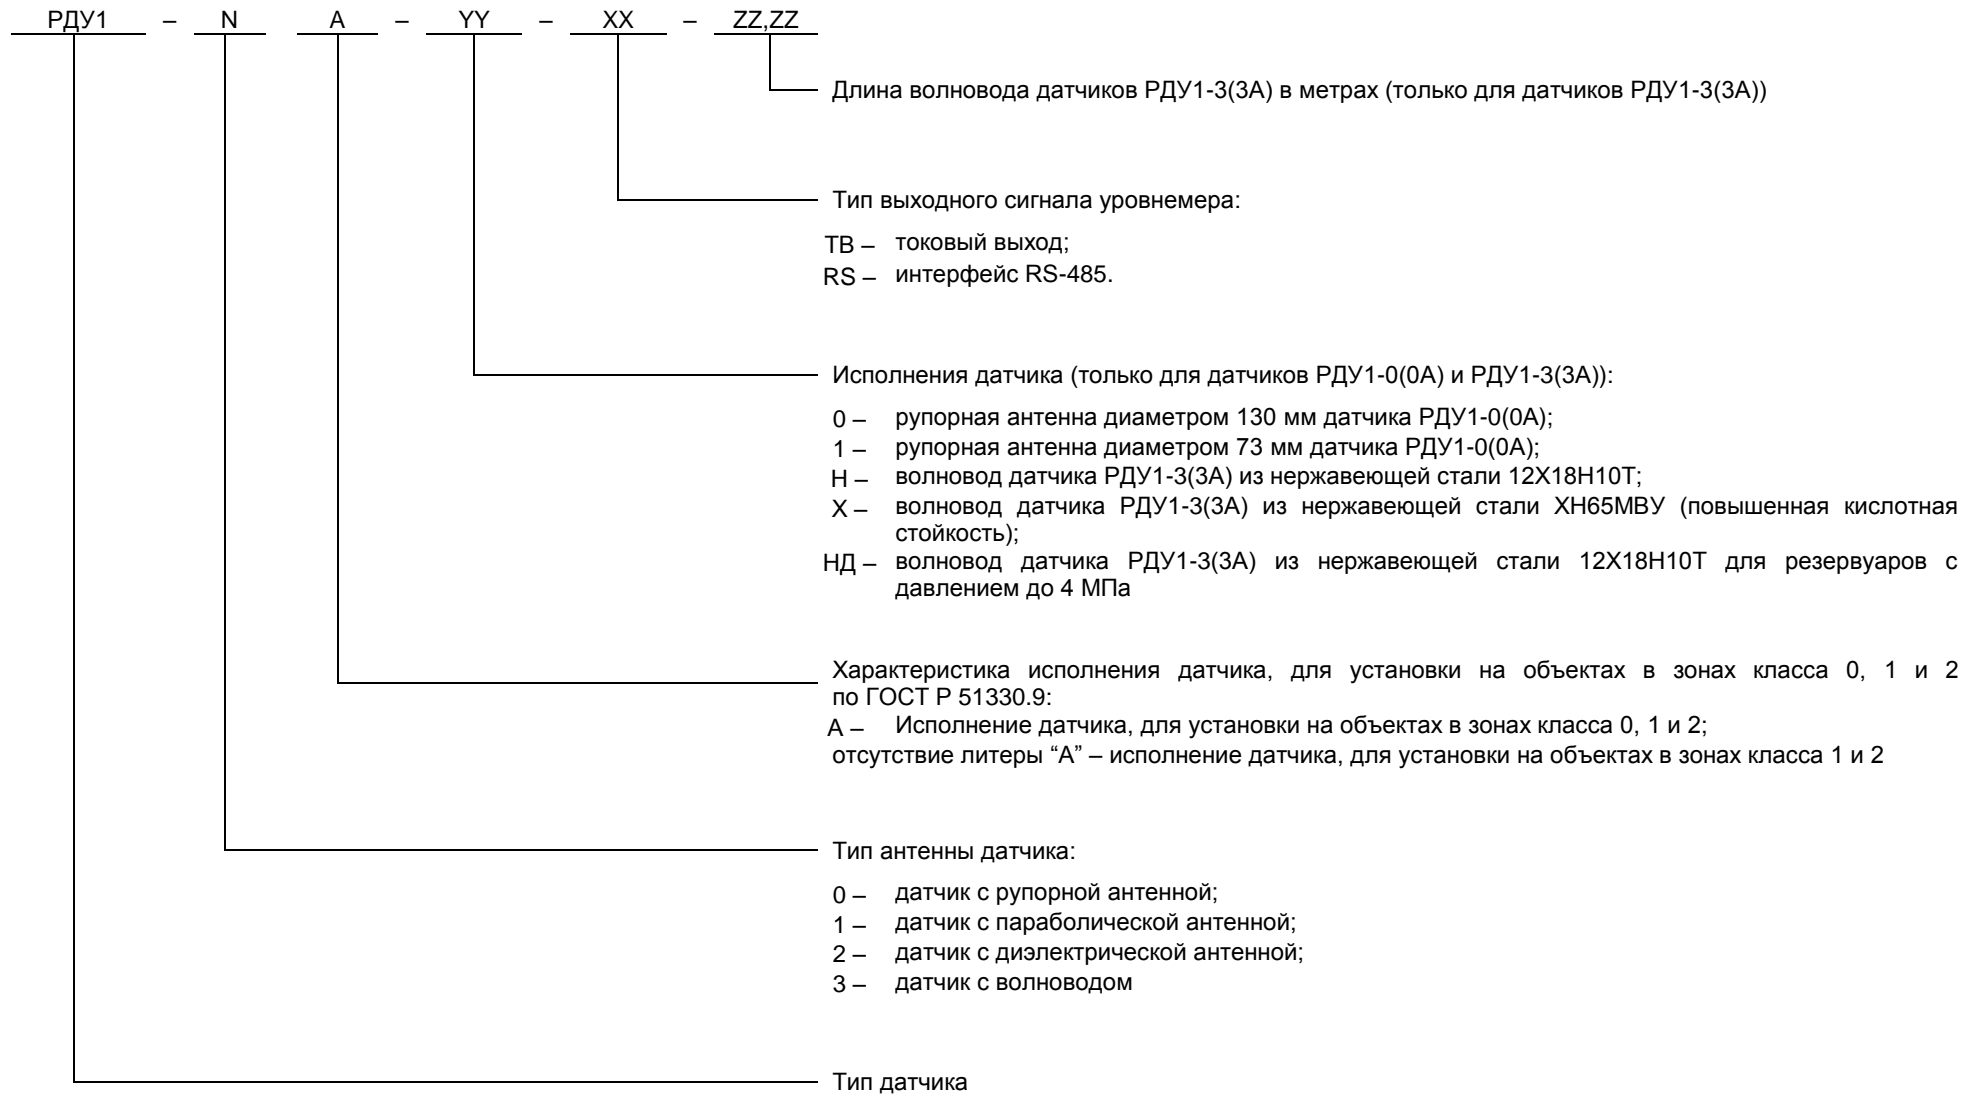 РДУ1 – N A – YY – XX – ZZ,ZZ
Длина волновода датчиков РДУ1-3(3А) в метрах (только для датчиков РДУ1-3(3А))
Тип выходного сигнала уровнемера:
ТВ – токовый выход;
RS – интерфейс RS-485.
Исполнения датчика (только для датчиков РДУ1-0(0А) и РДУ1-3(3А)):
0 – рупорная антенна диаметром 130 мм датчика РДУ1-0(0А);
1 – рупорная антенна диаметром 73 мм датчика РДУ1-0(0А);
Н – волновод датчика РДУ1-3(3А) из нержавеющей стали 12Х18Н10Т;
Х – волновод датчика РДУ1-3(3А) из нержавеющей стали ХН65МВУ (повышенная кислотная
стойкость);
НД – волновод датчика РДУ1-3(3А) из нержавеющей стали 12Х18Н10Т для резервуаров с
давлением до 4 МПа
Характеристика исполнения датчика, для установки на объектах в зонах класса 0, 1 и 2
по ГОСТ Р 51330.9:
А – Исполнение датчика, для установки на объектах в зонах класса 0, 1 и 2;
отсутствие литеры “А” – исполнение датчика, для установки на объектах в зонах класса 1 и 2
Тип антенны датчика:
0 – датчик с рупорной антенной;
1 – датчик с параболической антенной;
2 – датчик с диэлектрической антенной;
3 – датчик с волноводом
Тип датчика